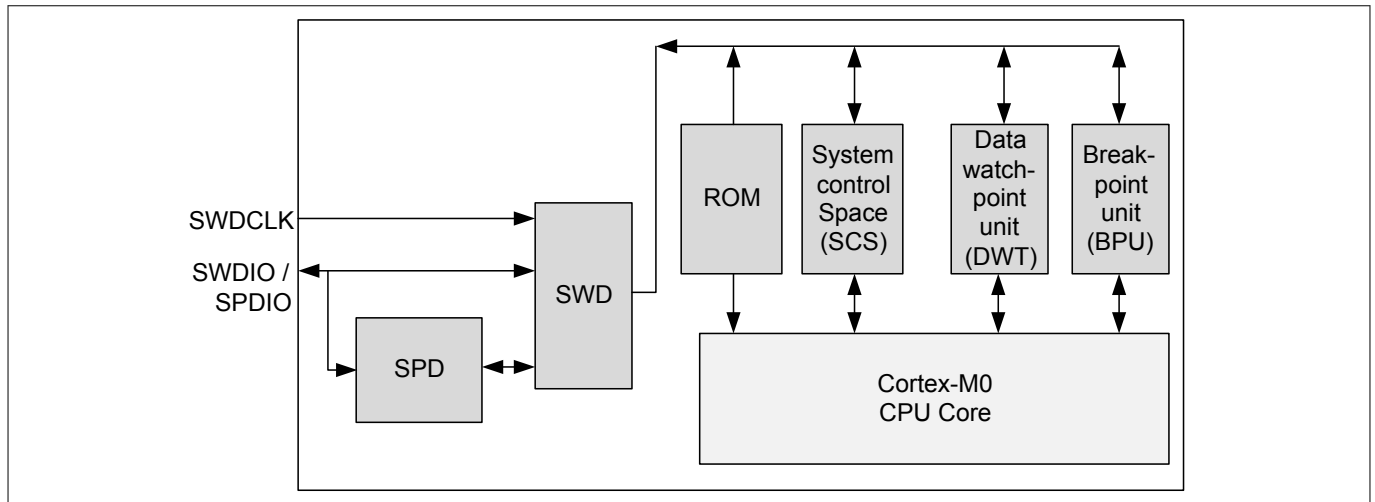 SWDCLK
SWDIO /
SPDIO
SPD
SWD
ROM
System
control
Space
(SCS)
Data
watch-
point
unit
(DWT)
Break-
point
unit
(BPU)
Cortex-M0
CPU Core